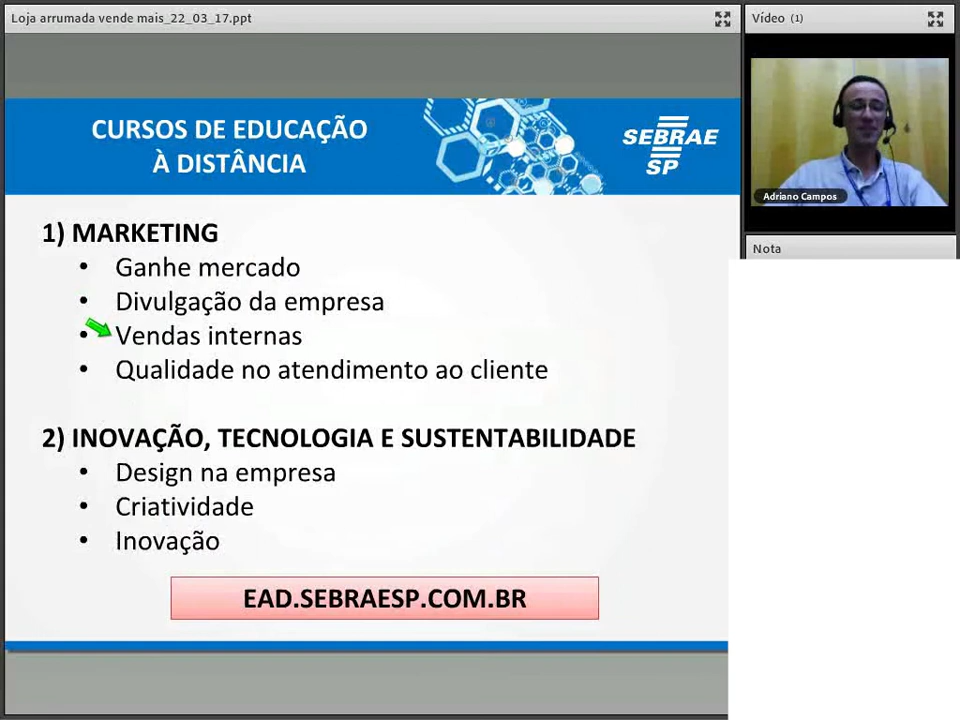 Loja arrumada vende mais_22_03_17.ppt
Vídeo (1)
CURSOS DE EDUCAÇÃO
À DISTÂNCIA
SEBRAE
SP
Adriano Campos
Nota
1) MARKETING
• Ganhe mercado
• Divulgação da empresa
• Vendas internas
• Qualidade no atendimento ao cliente
2) INOVAÇÃO, TECNOLOGIA E SUSTENTABILIDADE
• Design na empresa
• Criatividade
• Inovação
EAD.SEBRAESP.COM.BR